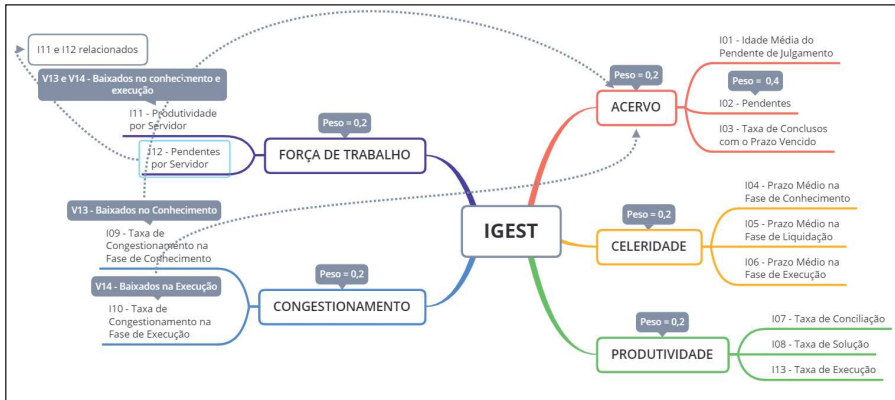 I11 e I12 relacionados
V13 e V14 - Baixados no conhecimento e
execução
I11 - Produtividade
por Servidor
I12 - Pendentes
por Servidor
Peso = 0,2
FORÇA DE TRABALHO
V13 - Baixados no Conhecimento
I09 - Taxa de
Congestionamento na
Fase de Conhecimento
V14 - Baixados na Execução
I10 - Taxa de
Congestionamento na
Fase de Execução
Peso = 0,2
CONGESTIONAMENTO
IGEST
Peso = 0,2
ACERVO
I01 - Idade Média do
Pendente de Julgamento
Peso = 0,4
I02 - Pendentes
I03 - Taxa de Conclusos
com o Prazo Vencido
Peso = 0,2
CELERIDADE
I04 - Prazo Médio na
Fase de Conhecimento
I05 - Prazo Médio na
Fase de Liquidação
I06 - Prazo Médio na
Fase de Execução
Peso = 0,2
PRODUTIVIDADE
I07 - Taxa de Conciliação
I08 - Taxa de Solução
I13 - Taxa de Execução